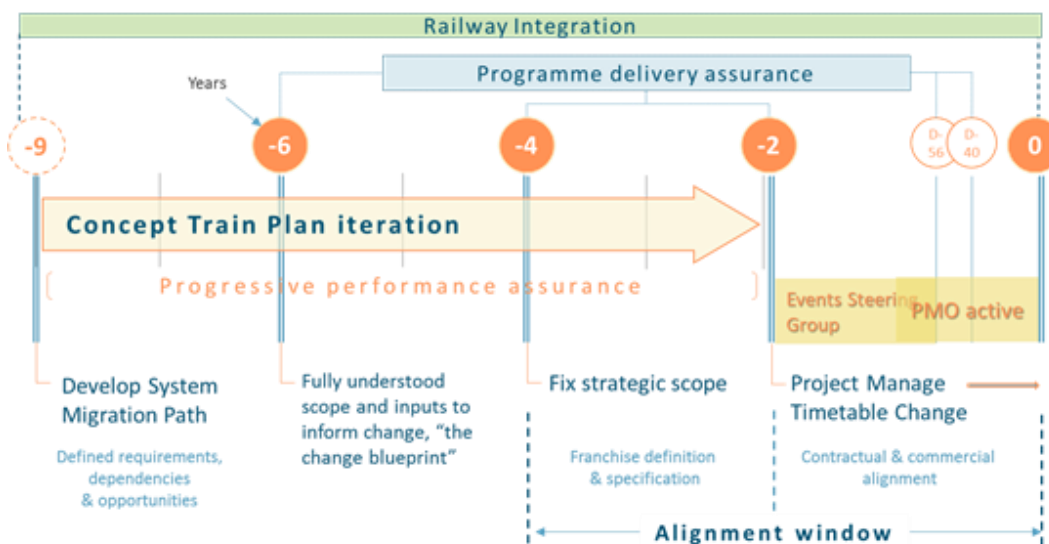 Railway Integration
Programme delivery assurance
Years
-9
-6
-4
-2
D-
56
D-
40
0
Concept Train Plan iteration
Progressive performance assurance
Events Steering
Group
PMO active
Develop System
Migration Path
Defined requirements,
dependencies
& opportunities
Fully understood
scope and inputs to
inform change, “the
change blueprint”
Fix strategic scope
Franchise definition
& specification
Project Manage
Timetable Change
Contractual & commercial
alignment
Alignment window